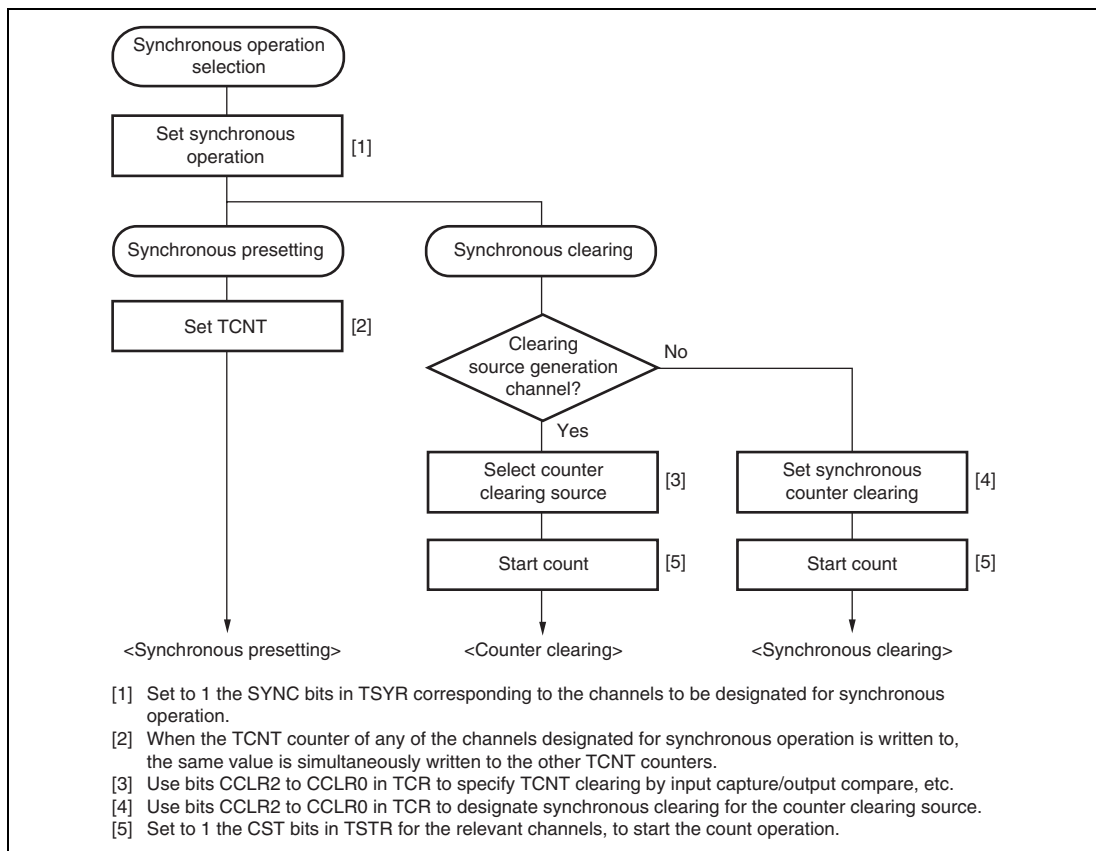 Synchronous operation
selection
Set synchronous
operation
[1]
Synchronous presetting
Synchronous clearing
Set TCNT
[2]
Clearing
source generation
channel?
No
Yes
Select counter
clearing source
[3]
Set synchronous
counter clearing
[4]
Start count
[5]
Start count
[5]
<Synchronous presetting>
<Counter clearing>
<Synchronous clearing>
[1] Set to 1 the SYNC bits in TSYR corresponding to the channels to be designated for synchronous
operation.
[2] When the TCNT counter of any of the channels designated for synchronous operation is written to,
the same value is simultaneously written to the other TCNT counters.
[3] Use bits CCLR2 to CCLR0 in TCR to specify TCNT clearing by input capture/output compare, etc.
[4] Use bits CCLR2 to CCLR0 in TCR to designate synchronous clearing for the counter clearing source.
[5] Set to 1 the CST bits in TSTR for the relevant channels, to start the count operation.